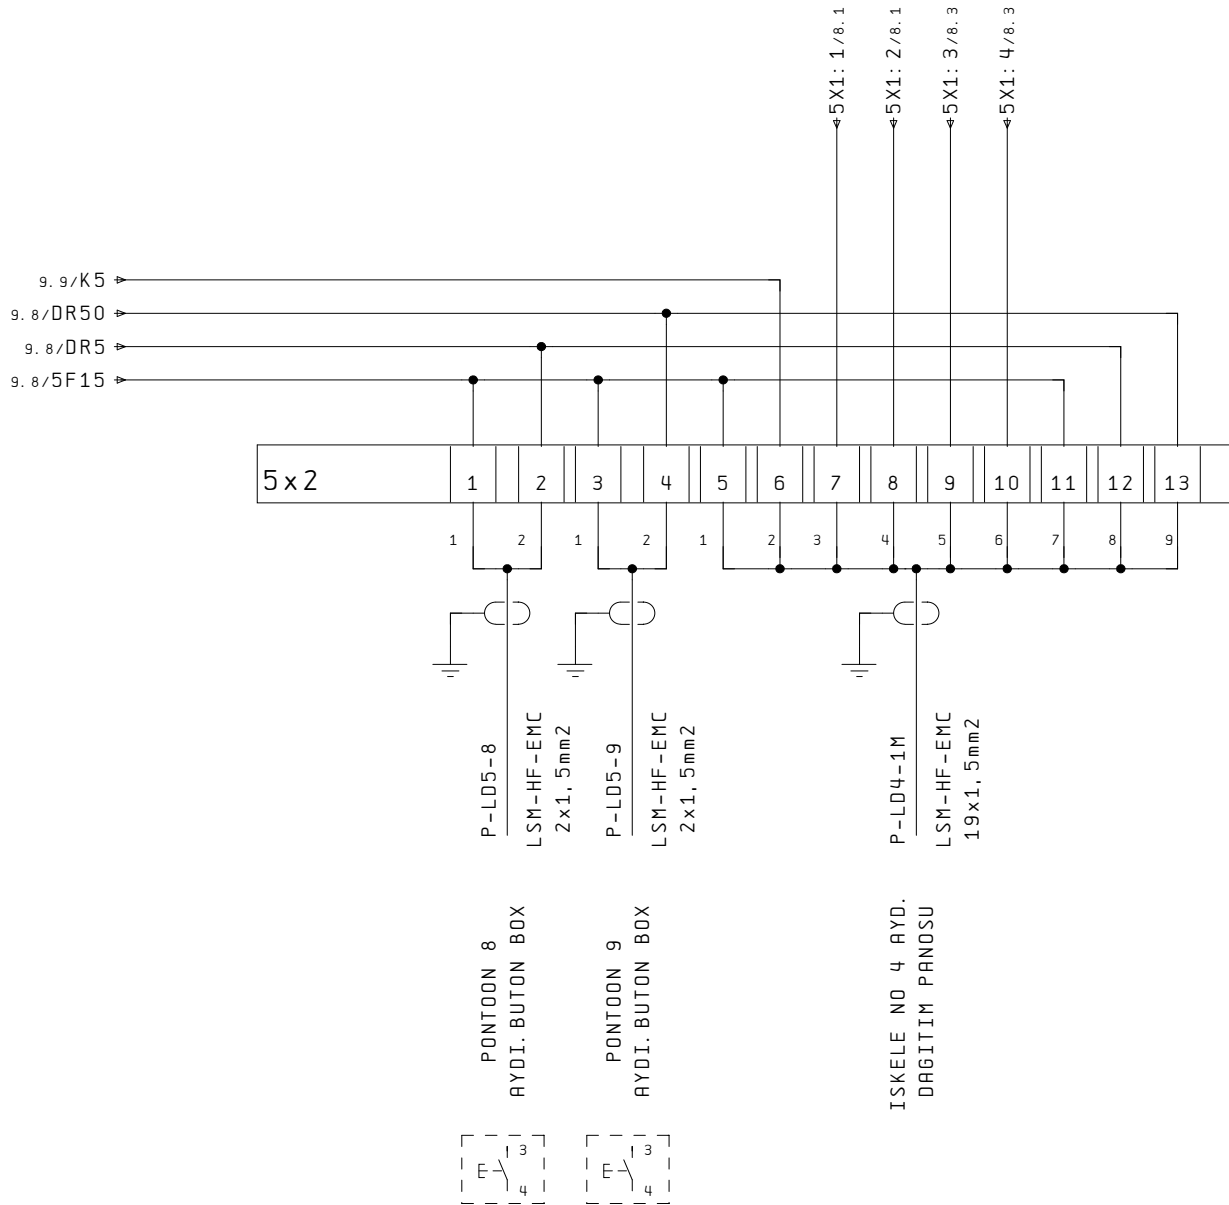 5X1:1/8.1
5X1:2/8.1
5X1:3/8.3
5X1:4/8.3
9.9/K5
9.8/DR50
9.8/DR5
9.8/5F15
5x2
1 2 3 4 5 6 7 8 9 10 11 12 13
1 2 1 2 1 2 3 4 5 6 7 8 9
P-LD5-8
LSM-HF-EMC
2x1,5mm2
P-LD5-9
LSM-HF-EMC
2x1,5mm2
P-LD4-1M
LSM-HF-EMC
19x1,5mm2
PONTOON 8
AYDI.BUTON BOX
PONTOON 9
AYDI.BUTON BOX
ISKELE NO 4 AYD.
DAGITIM PANOSU
3
4
3
4